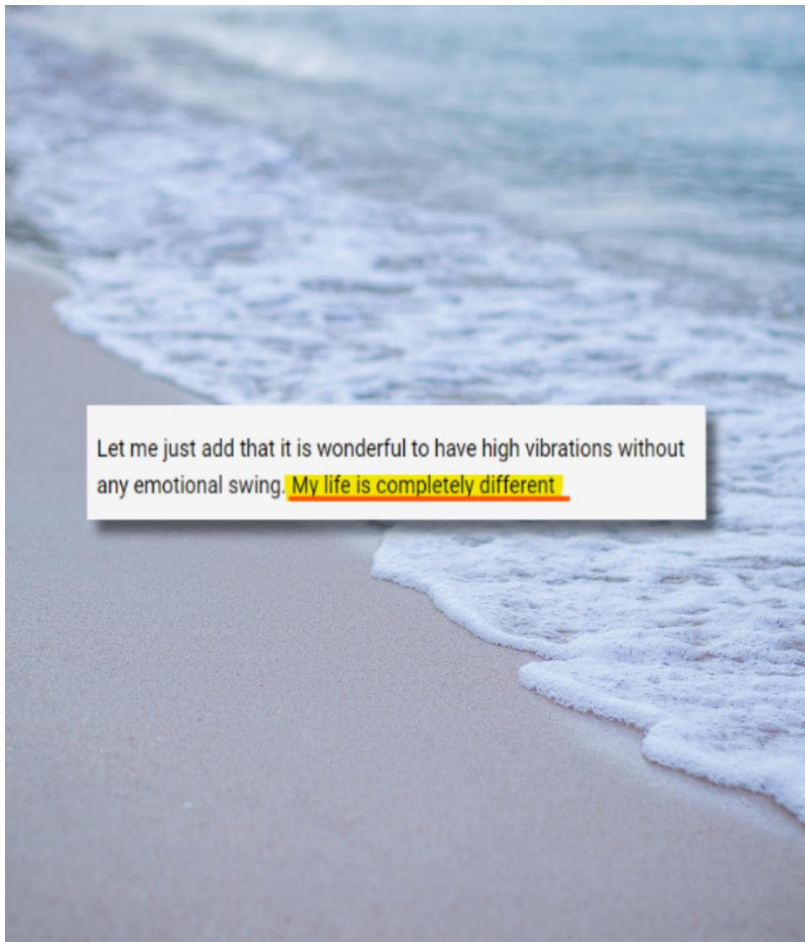 Let me just add that it is wonderful to have high vibrations without
any emotional swing. My life is completely different